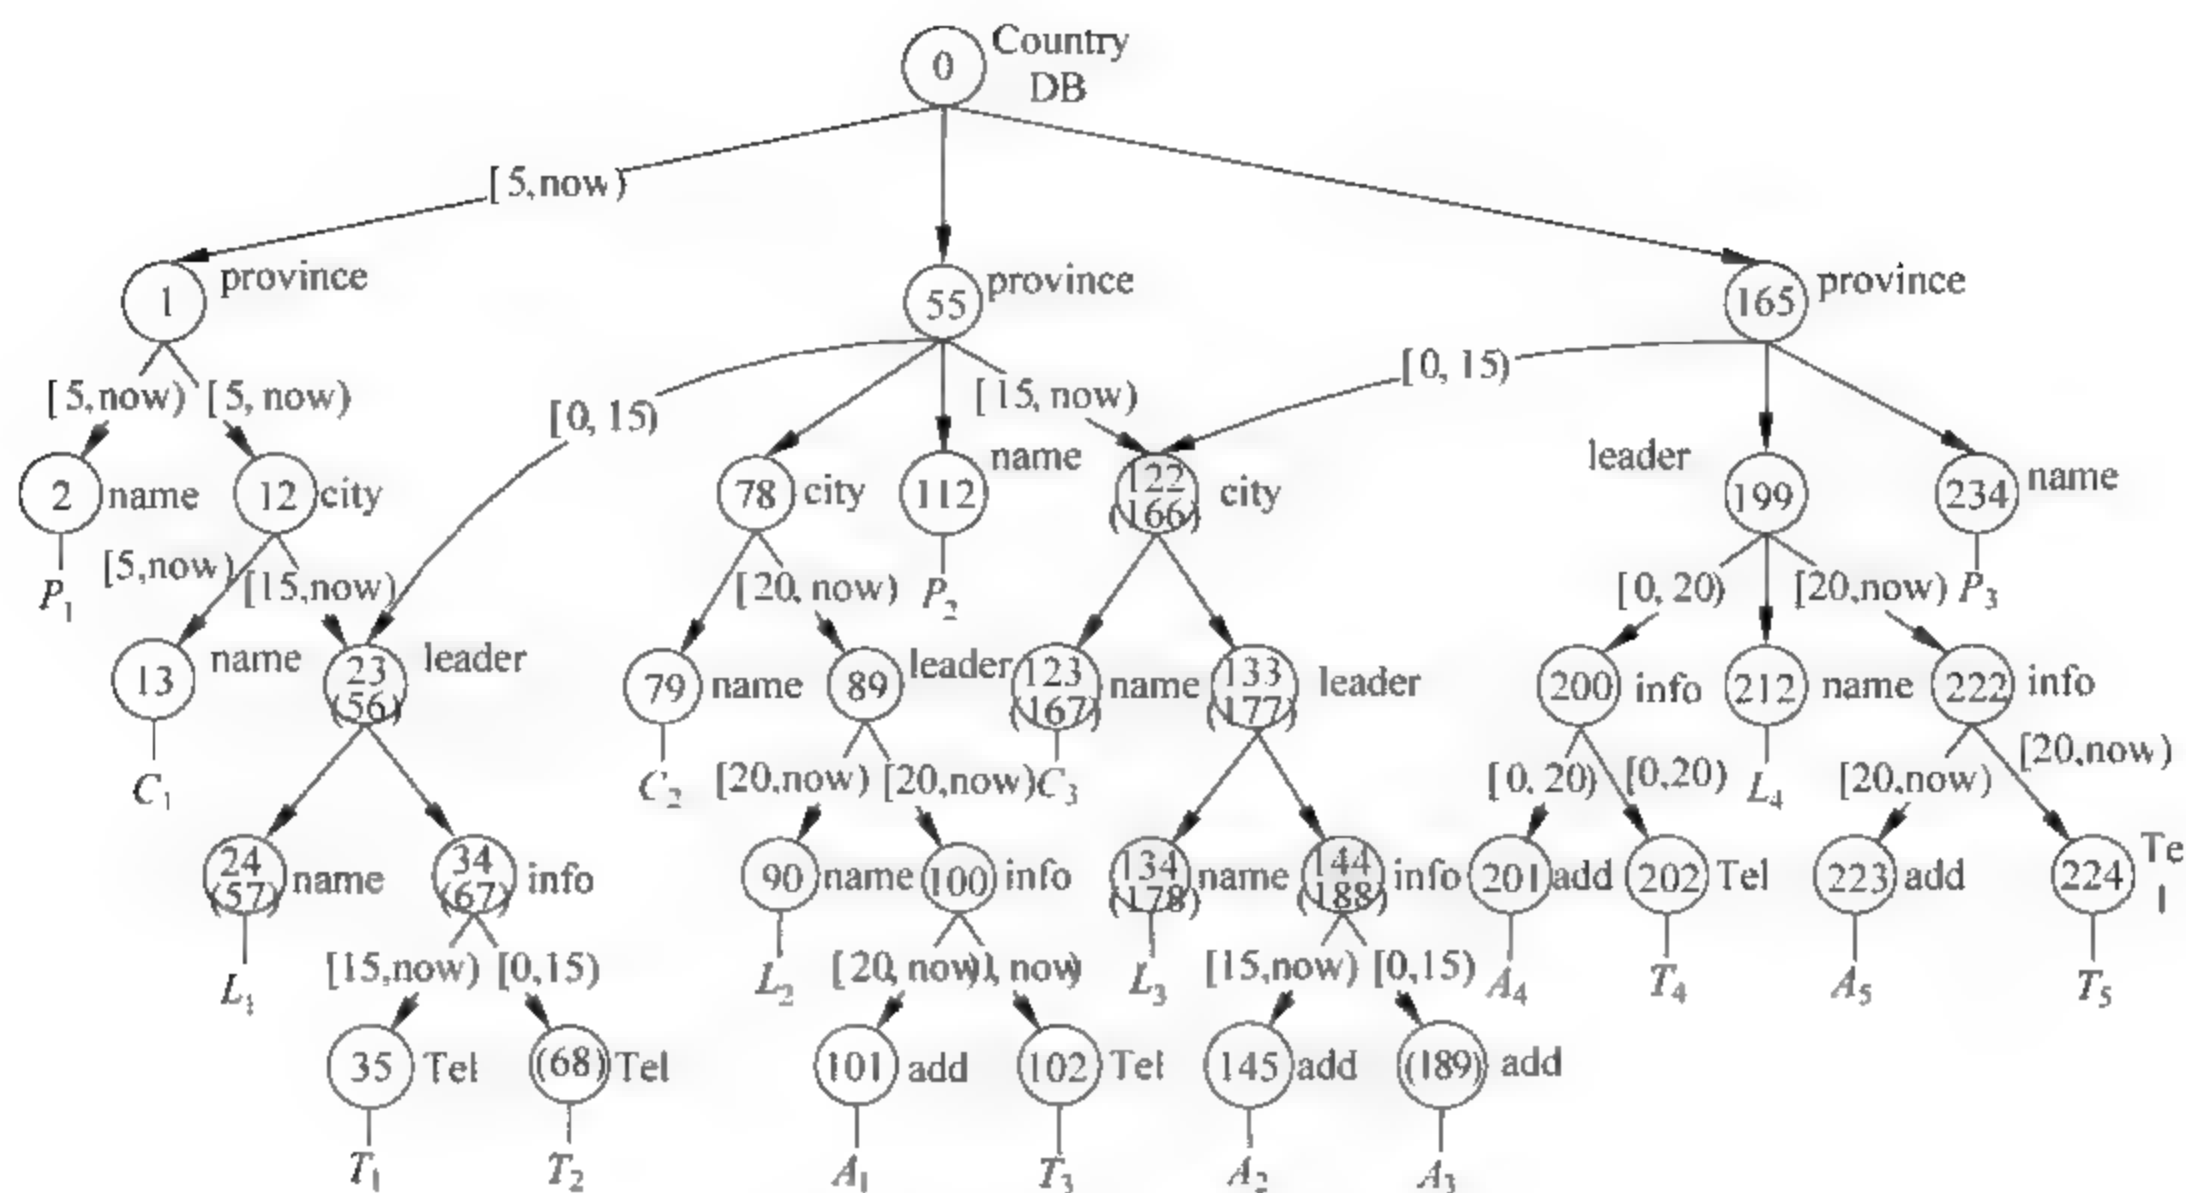 0 Country
DB
[5,now)
1 province
55 province
165 province
[5,now) [5, now)
[0, 15)
[15, now)
[0, 15)
2 name
12 city
78 city
112 name
122
(166) city
leader 199
234 name
P1
[5,now)
[15,now)
[20, now)
P2
[0, 20)
[20,now)
P3
13 name
23
(56) leader
79 name
89 leader
123
(167) name
133
(177) leader
200 info
212 name
222 info
C1
C2
[20,now) [20,now)
C3
[0, 20) [0,20)
L4
[20,now)
[20,now)
24
(57) name
34
(67) info
90 name
100 info
134
(178) name
144
(188) info
201 add
202 Tel
223 add
224 Te
l
L1
[15,now) [0,15)
L2
[20, now) , now)
L3
[15,now) [0,15)
A4
T4
A5
T5
35 Tel
(68) Tel
101 add
102 Tel
145 add
(189) add
T1
T2
A1
T3
A2
A3